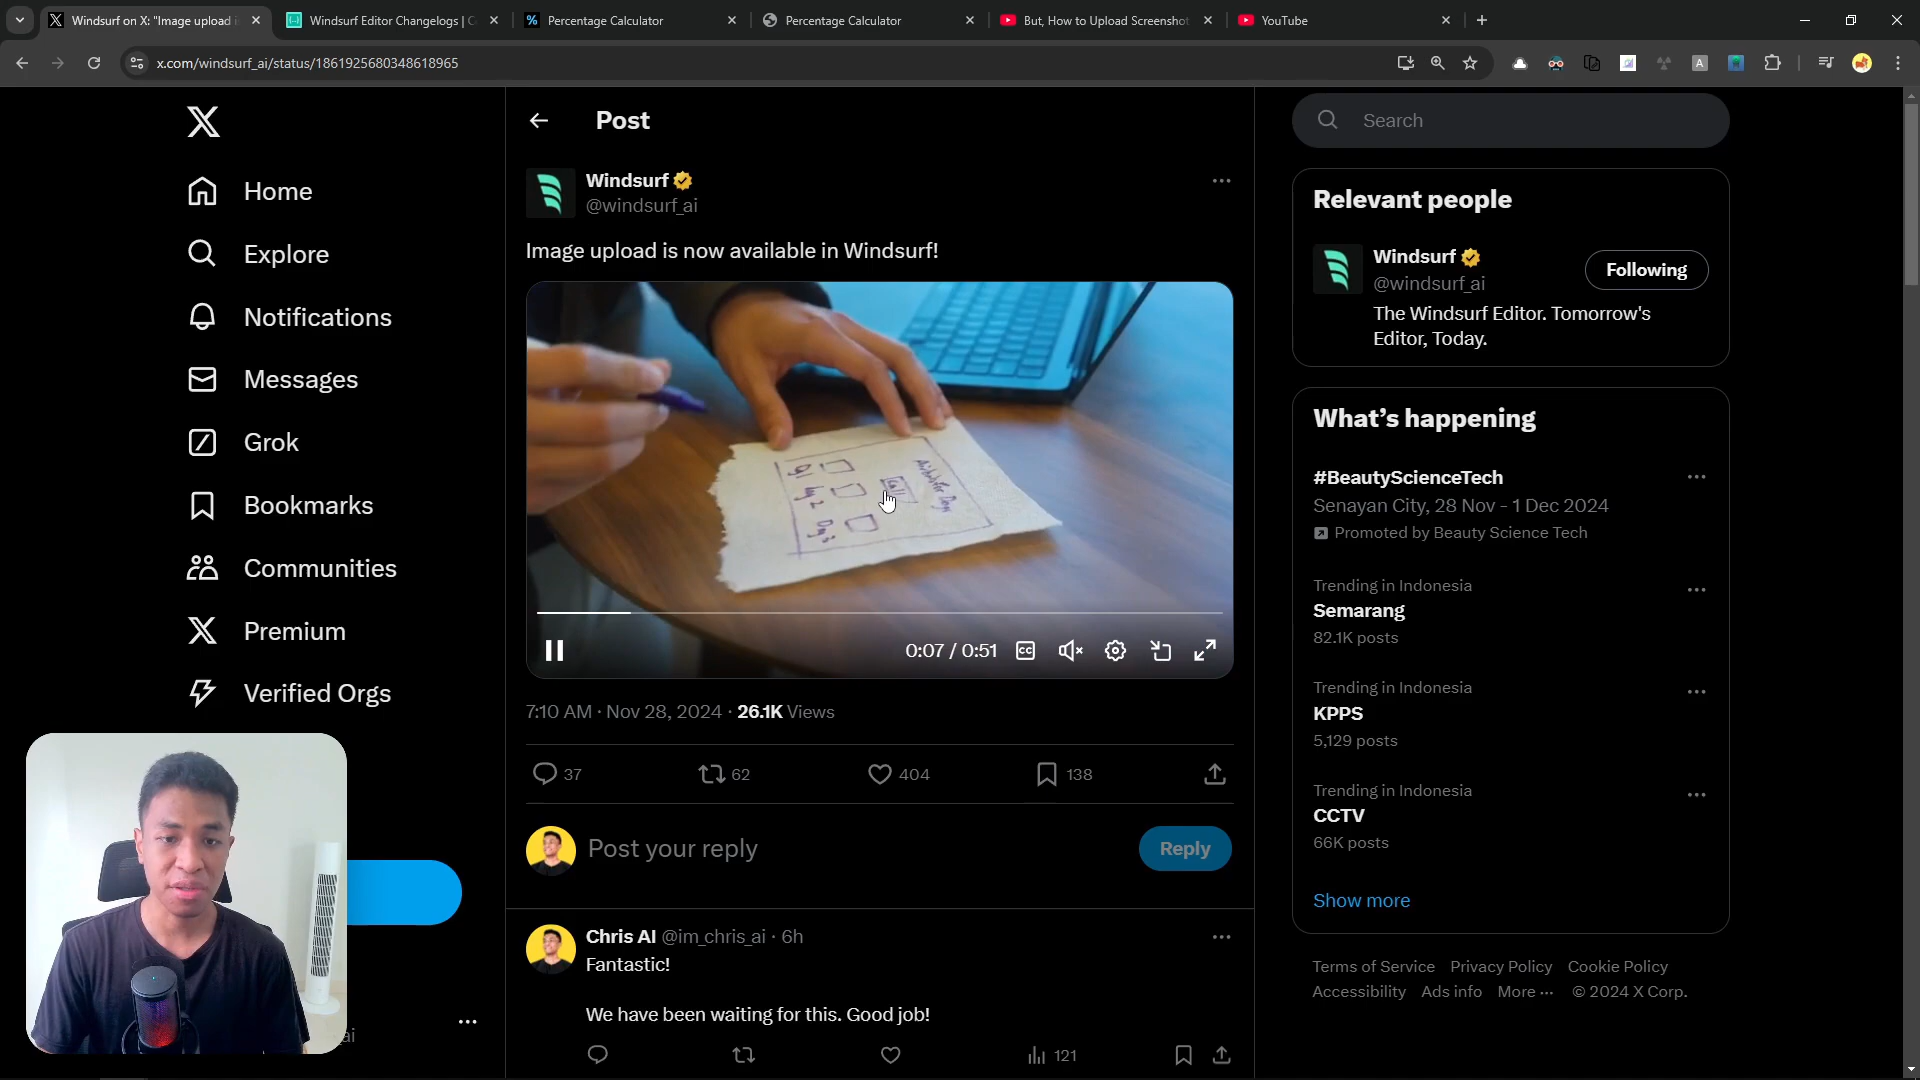 Windsurf on X: "Image upload i
Windsurf Editor Changelogs | C
Percentage Calculator
Percentage Calculator
But, How to Upload Screenshot
YouTube
x.com/windsurf_ai/status/1861925680348618965
Home
Explore
Notifications
Messages
Grok
Bookmarks
Communities
Premium
Verified Orgs
ai
Post
Windsurf
@windsurf_ai
Image upload is now available in Windsurf!
Day 2
Day 3
0:07 / 0:51
CC
7:10 AM · Nov 28, 2024 · 26.1K Views
37
62
404
138
Post your reply
Reply
Chris AI @im_chris_ai · 6h
Fantastic!
We have been waiting for this. Good job!
121
Search
Relevant people
Windsurf
@windsurf_ai
Following
The Windsurf Editor. Tomorrow's
Editor, Today.
What's happening
#BeautyScienceTech
Senayan City, 28 Nov - 1 Dec 2024
Promoted by Beauty Science Tech
Trending in Indonesia
Semarang
82.1K posts
Trending in Indonesia
KPPS
5,129 posts
Trending in Indonesia
CCTV
66K posts
Show more
Terms of Service Privacy Policy Cookie Policy
Accessibility Ads info More ··· © 2024 X Corp.